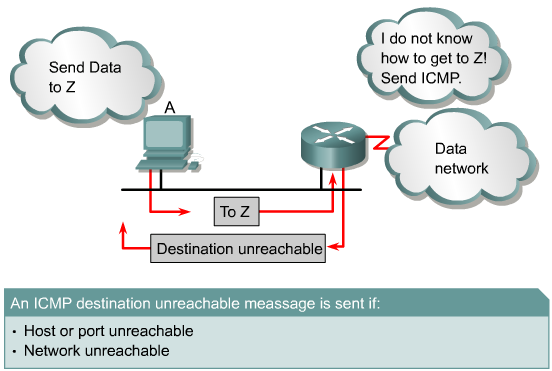 Send Data
to Z
I do not know
how to get to Z!
Send ICMP.
A
Data
network
To Z
Destination unreachable
An ICMP destination unreachable meassage is sent if:
• Host or port unreachable
• Network unreachable